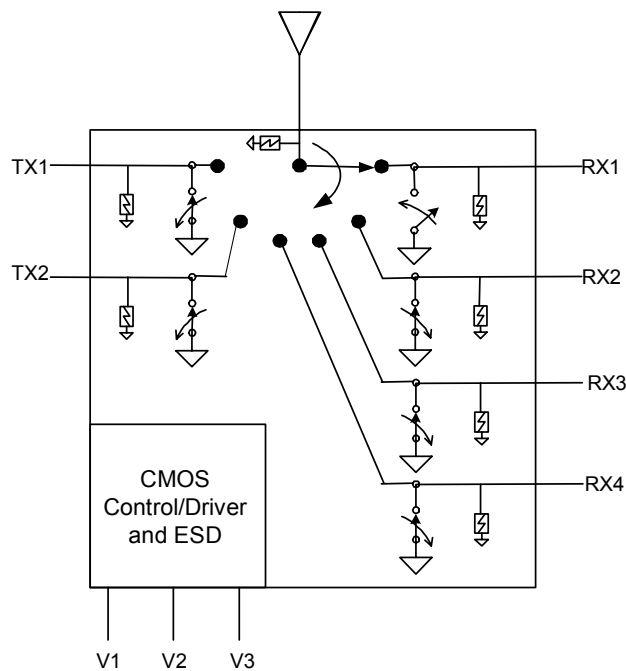 TX1
RX1
TX2
RX2
RX3
RX4
CMOS
Control/Driver
and ESD
V1
V2
V3